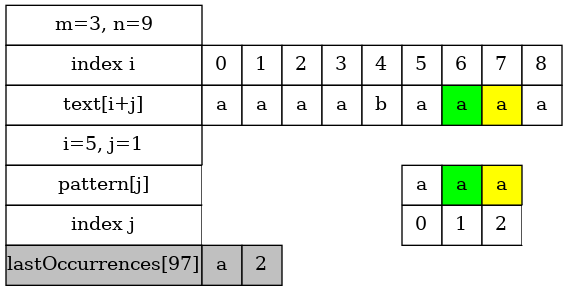 m=3, n=9
index i 0 1 2 3 4 5 6 7 8
text[i+j] a a a a b a a a a
i=5, j=1
pattern[j] a a a
index j 0 1 2
lastOccurrences[97] a 2